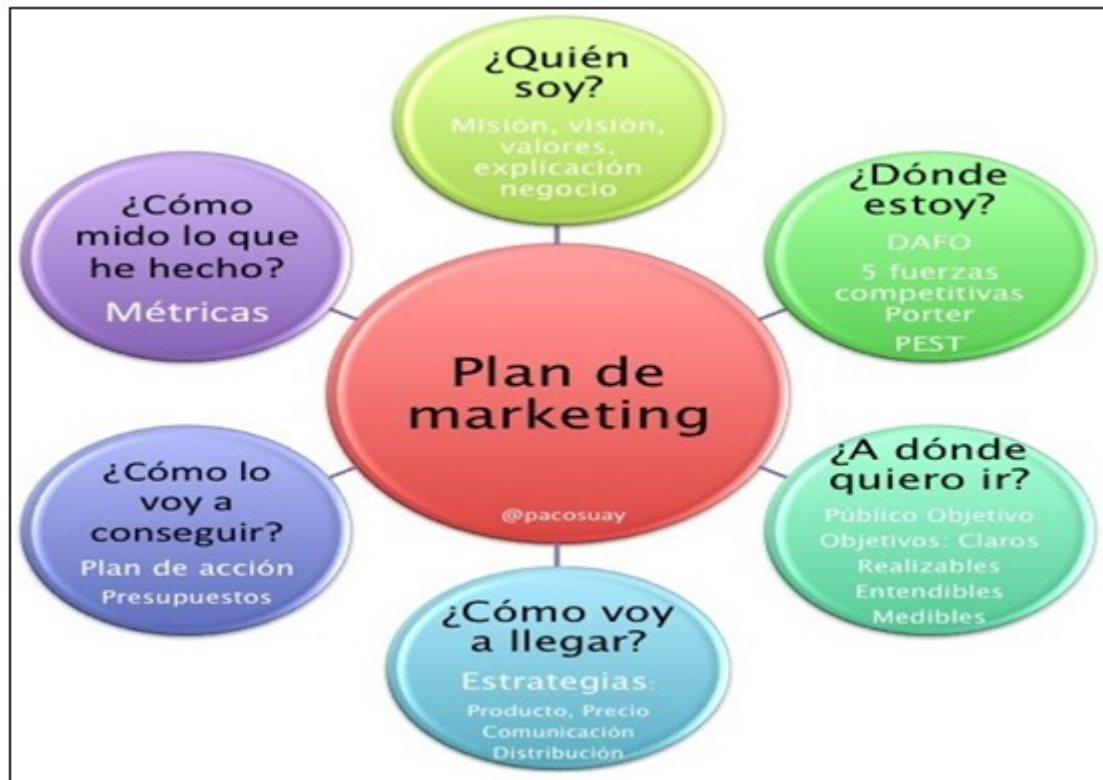 ¿Quién
soy?
Misión, visión,
valores,
explicación
negocio
¿Dónde
estoy?
DAFO
5 fuerzas
competitivas
Porter
PEST
¿A dónde
quiero ir?
Público Objetivo
Objetivos: Claros
Realizables
Entendibles
Medibles
¿Cómo voy
a llegar?
Estrategias:
Producto, Precio
Comunicación
Distribución
¿Cómo lo
voy a
conseguir?
Plan de acción
Presupuestos
¿Cómo
mido lo que
he hecho?
Métricas
Plan de
marketing
@pacosuay